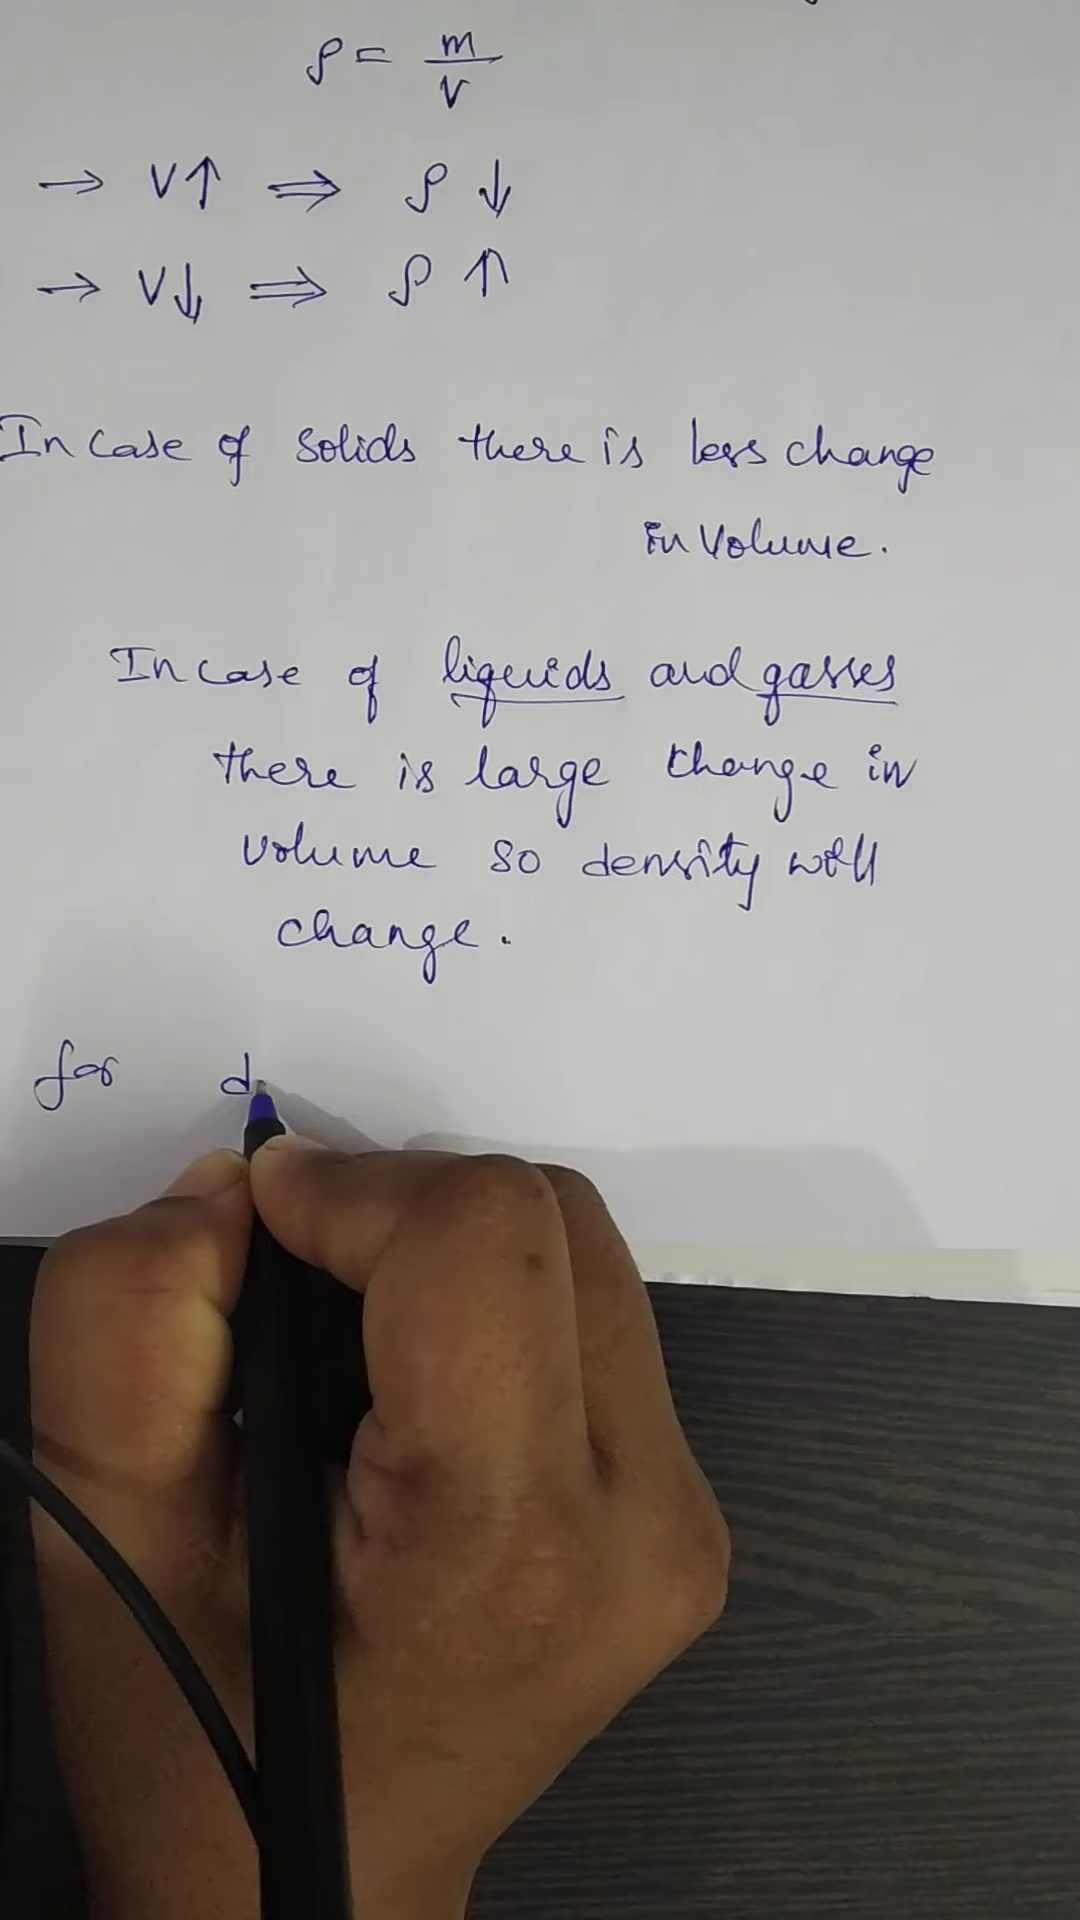 ρ = m/V
→ V↑ ⇒ ρ ↓
→ V↓ ⇒ ρ ↑
In case of solids there is less change
in volume.
In case of liquids and gasses
there is large change in
volume so density will
change.
for d